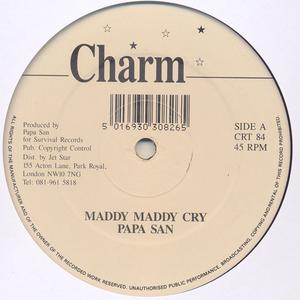 Charm
5 016930 308265
Produced by
Papa San
for Survival Records
Pub. Copyright Control
Dist. by Jet Star
155 Acton Lane, Park Royal,
London NW10 7NG
Tel: 081-961 5818
SIDE A
CRT 84
45 RPM
MADDY MADDY CRY
PAPA SAN
ALL RIGHTS OF THE MANUFACTURER AND OF THE OWNER OF THE RECORDED WORK RESERVED. UNAUTHORISED PUBLIC PERFORMANCE, BROADCASTING, COPYING AND OR RENTAL OF THIS RECORD PROHIBITED.